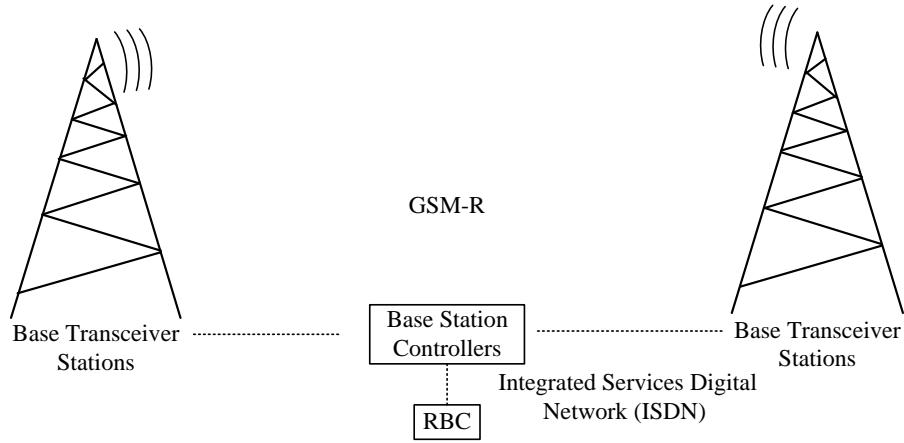 GSM-R
Base Transceiver
Stations
Base Station
Controllers
Base Transceiver
Stations
Integrated Services Digital
Network (ISDN)
RBC